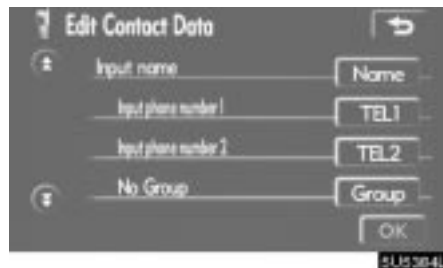 Edit Contact Data
Input name Name
Input phone number 1 TEL1
Input phone number 2 TEL2
No Group Group
OK
5U5384L